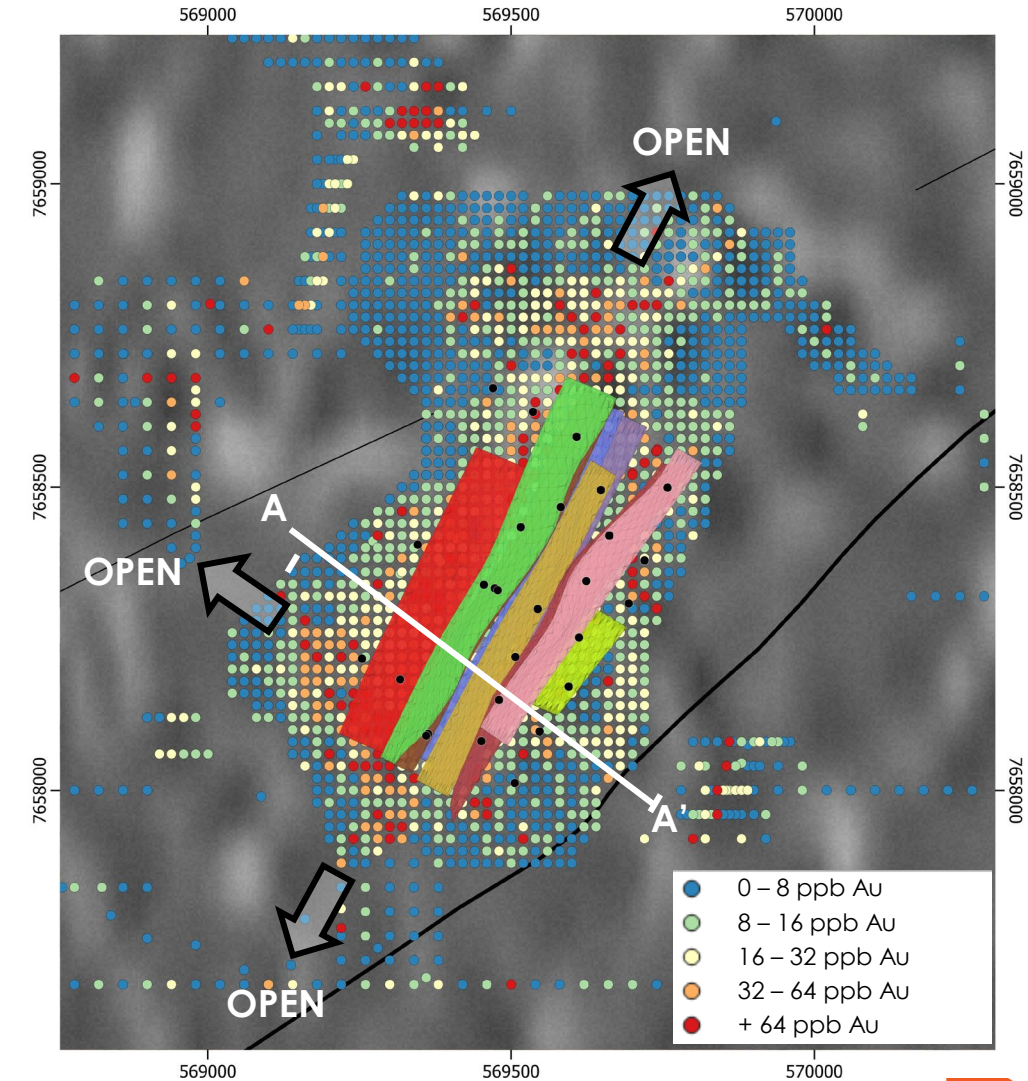 569000 569500 570000
OPEN
7659000 7659000
A
7658500 7658500
OPEN
7658000 7658000
A'
0 – 8 ppb Au
8 – 16 ppb Au
16 – 32 ppb Au
32 – 64 ppb Au
+ 64 ppb Au
OPEN
569000 569500 570000